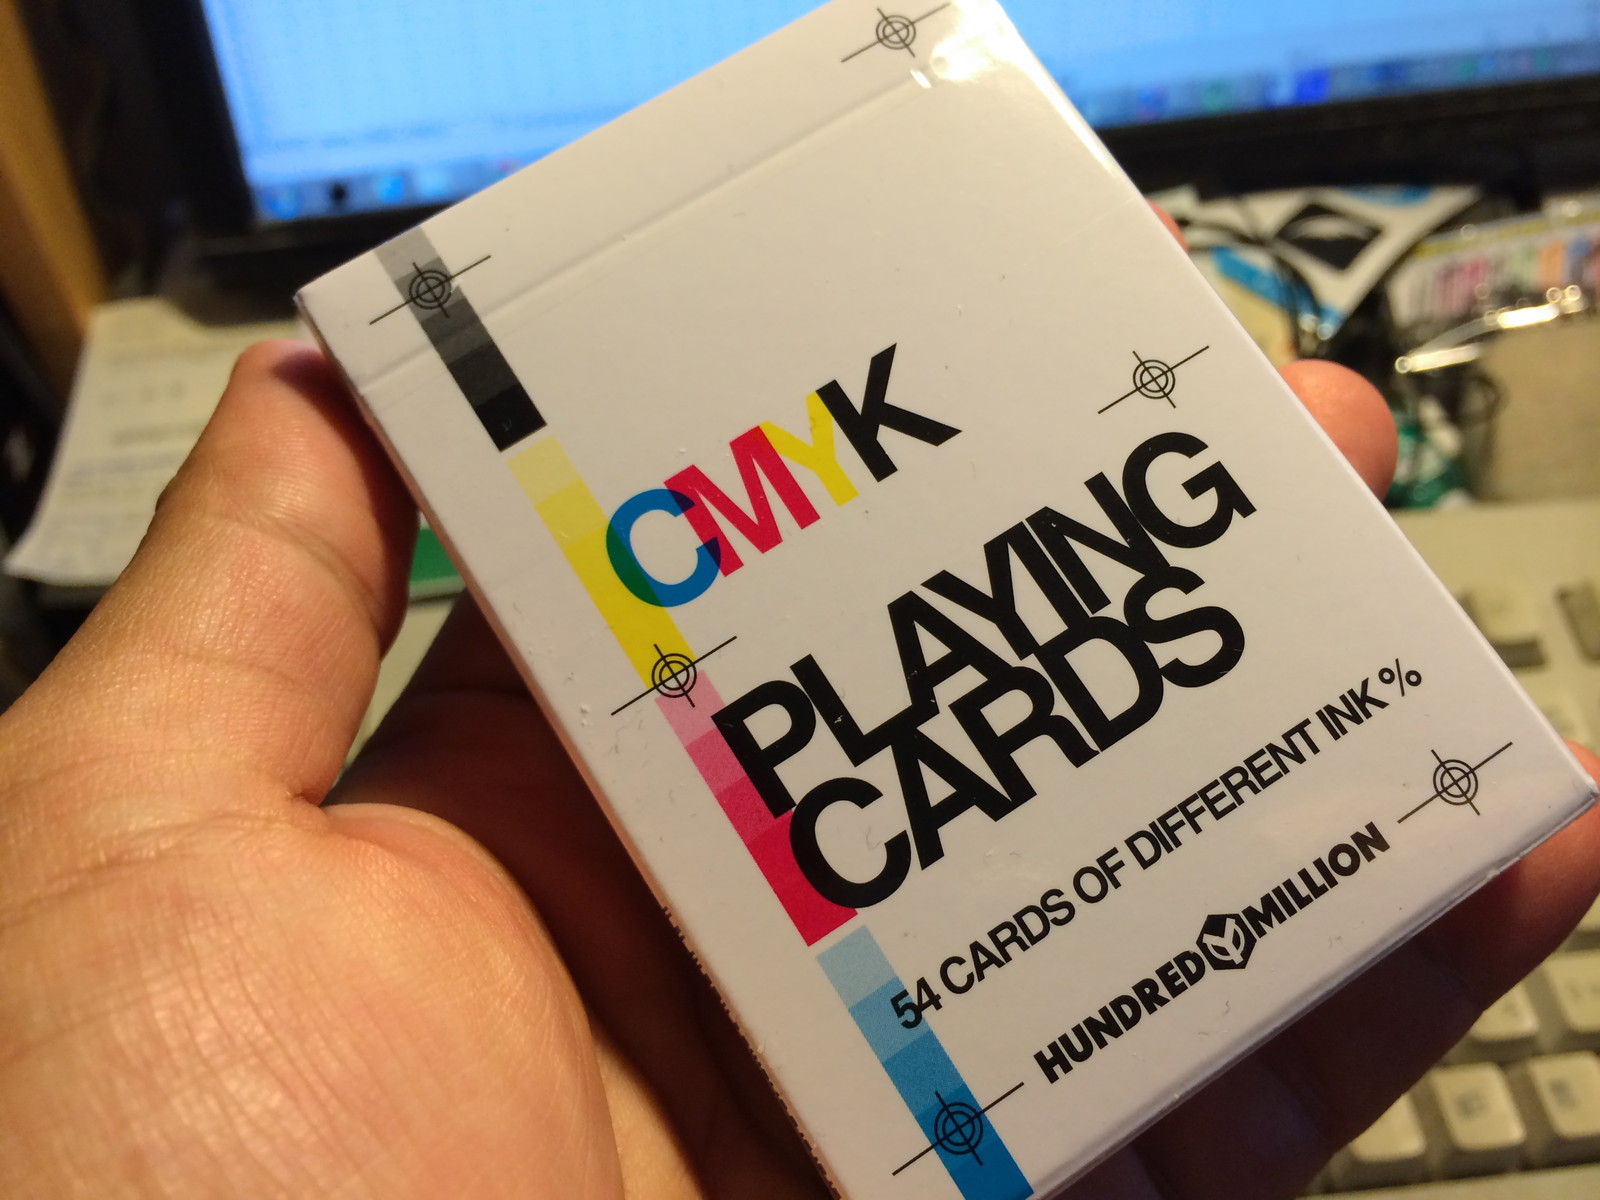 CMYK
PLAYING
CARDS
54 CARDS OF DIFFERENT INK %
HUNDRED MILLION